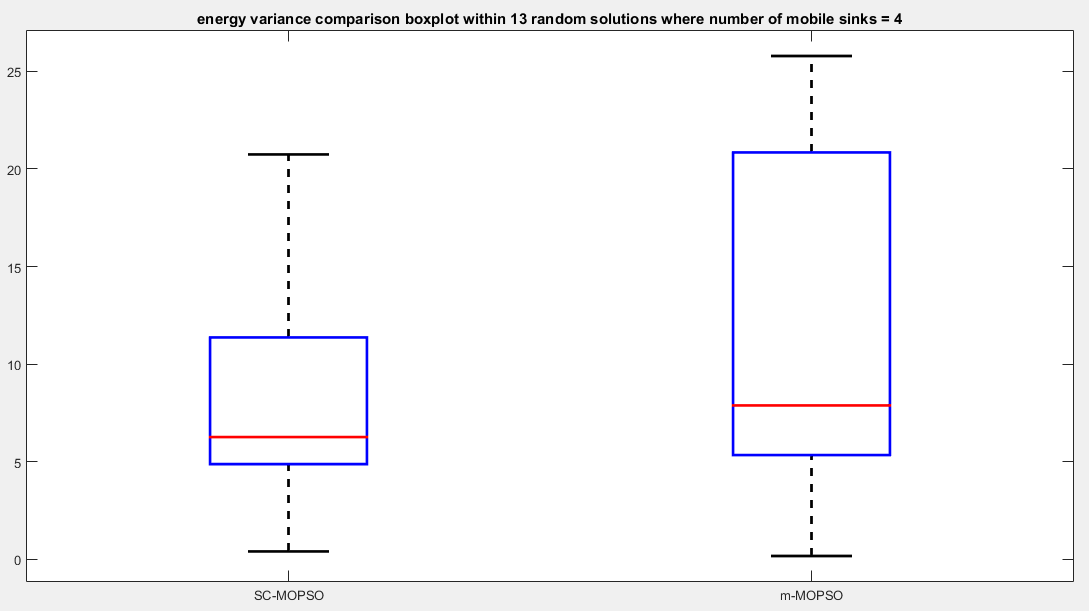 energy variance comparison boxplot within 13 random solutions where number of mobile sinks = 4
25
20
15
10
5
0
SC-MOPSO
m-MOPSO